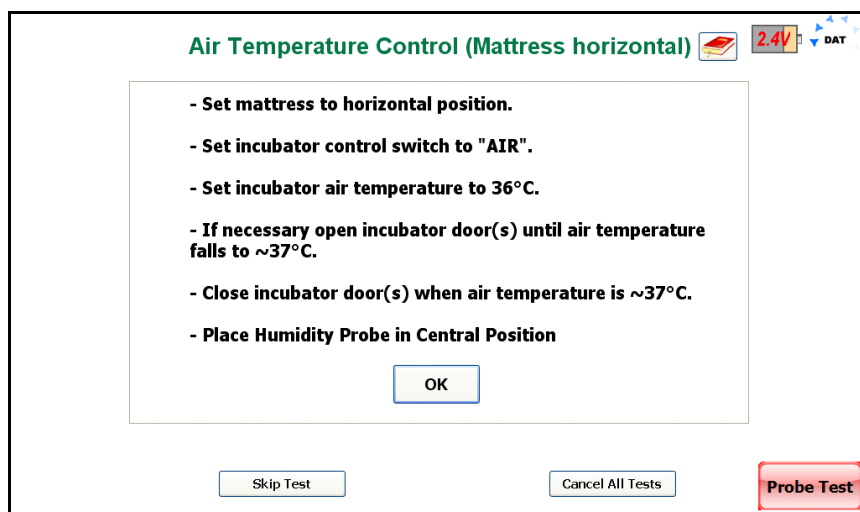 Air Temperature Control (Mattress horizontal)
2.4V
DAT
- Set mattress to horizontal position.
- Set incubator control switch to "AIR".
- Set incubator air temperature to 36°C.
- If necessary open incubator door(s) until air temperature
falls to ~37°C.
- Close incubator door(s) when air temperature is ~37°C.
- Place Humidity Probe in Central Position
OK
Skip Test
Cancel All Tests
Probe Test